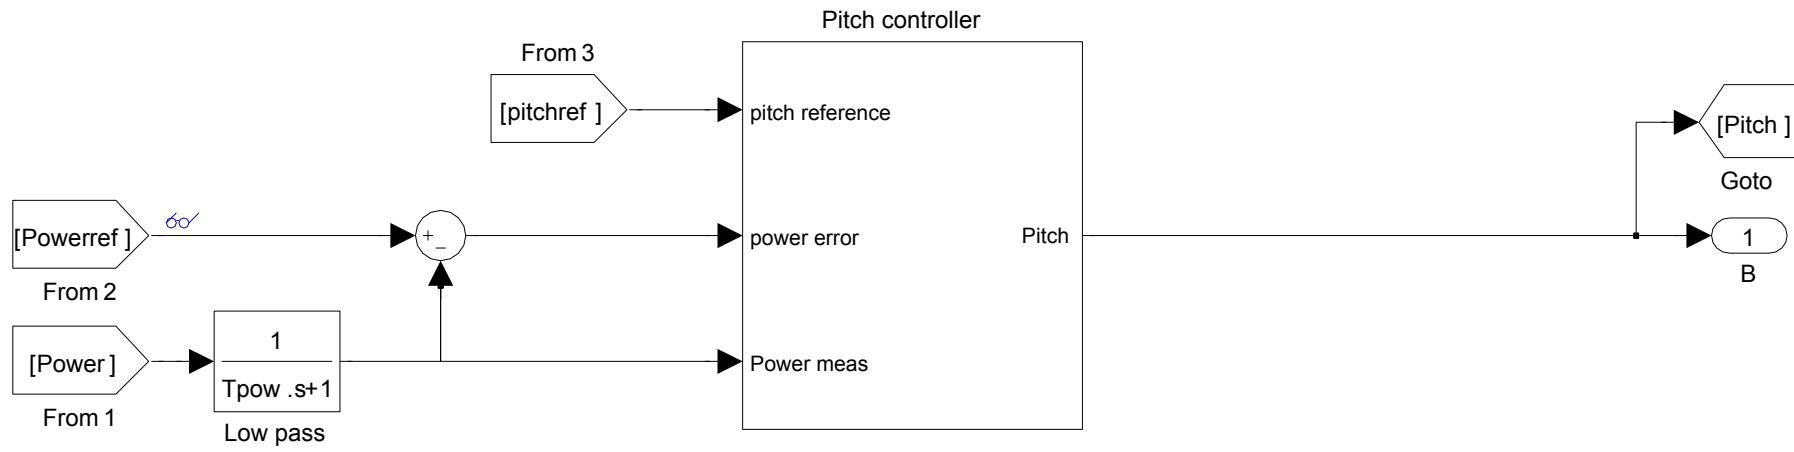 Pitch controller
From 3
[pitchref ]
pitch reference
[Pitch ]
Goto
[Powerref ]
From 2
+
_
power error
Pitch
1
B
[Power ]
From 1
1
Tpow .s+1
Low pass
Power meas